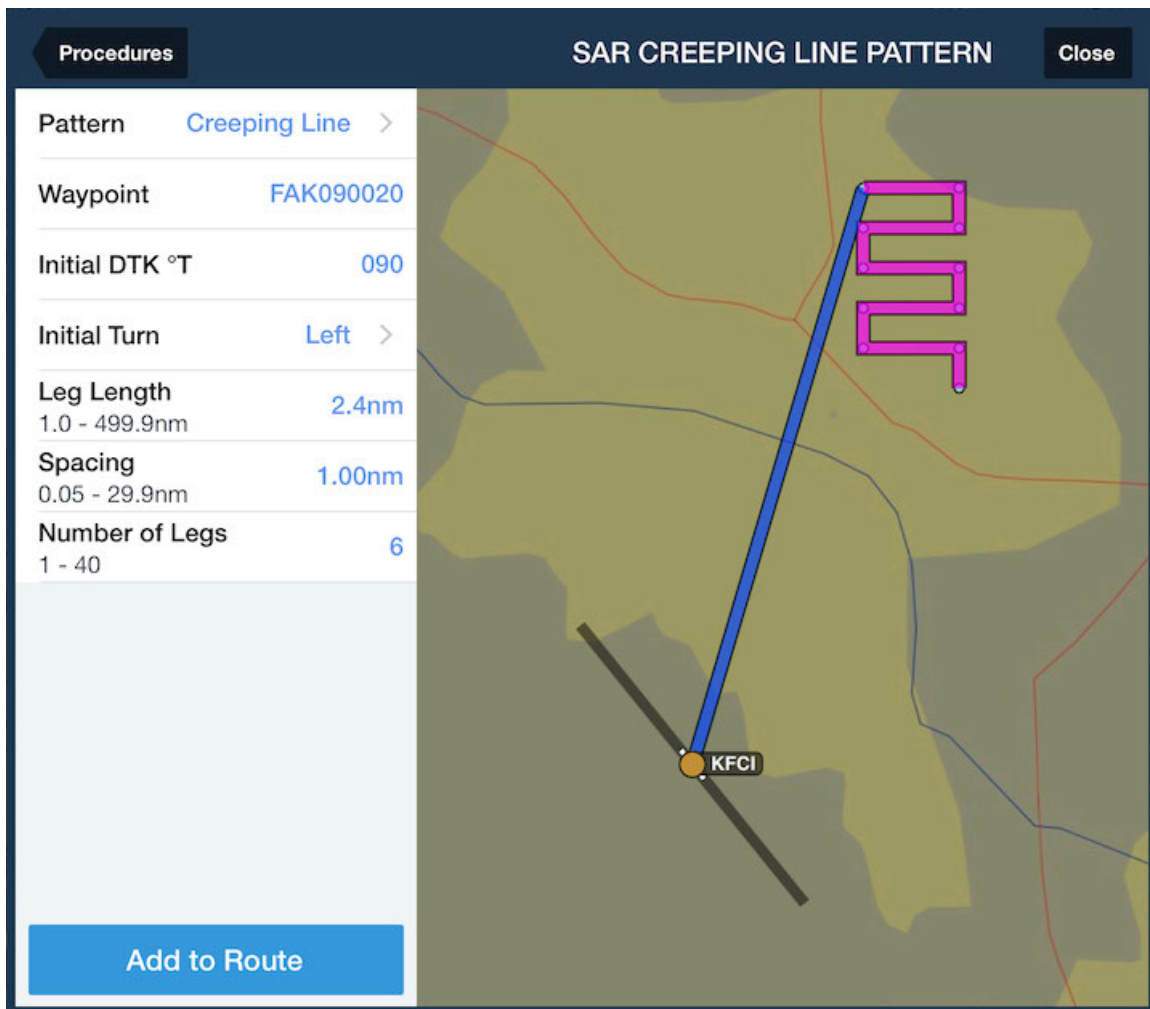 Procedures
SAR CREEPING LINE PATTERN
Close
Pattern Creeping Line >
Waypoint FAK090020
Initial DTK °T 090
Initial Turn Left >
Leg Length
1.0 - 499.9nm
2.4nm
Spacing
0.05 - 29.9nm
1.00nm
Number of Legs
1 - 40
6
KFCI
Add to Route